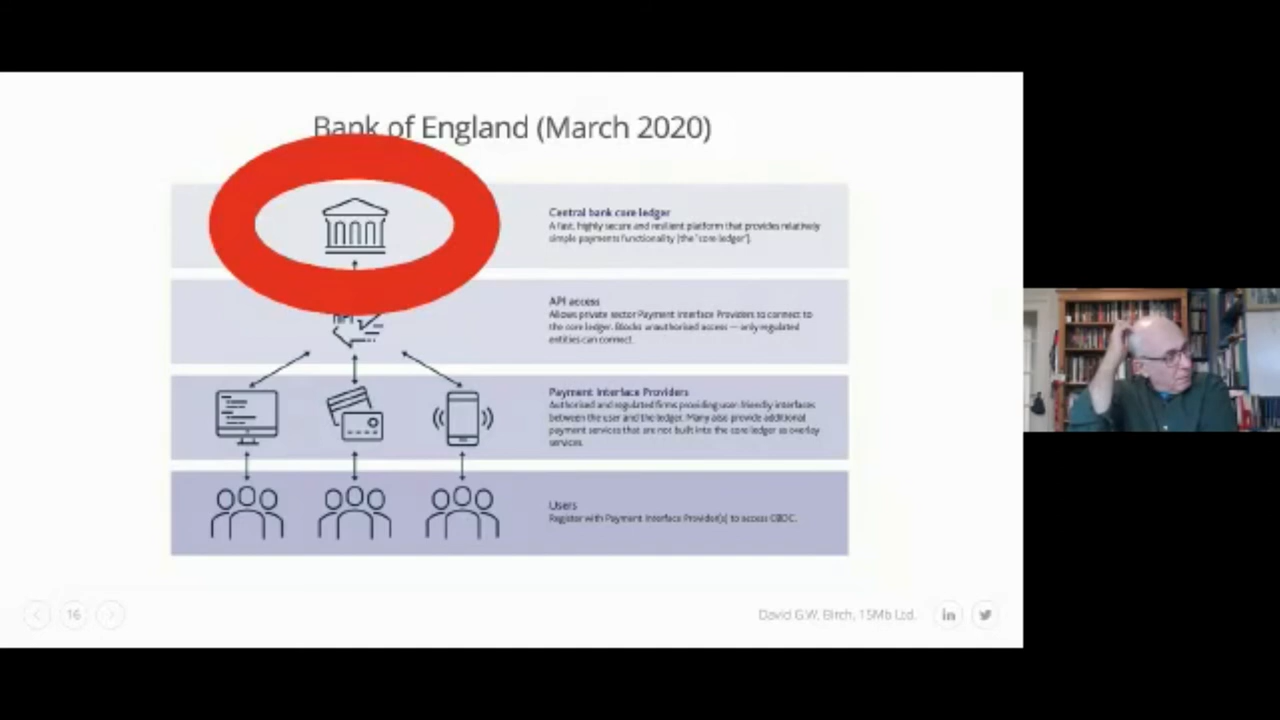 Bank of England (March 2020)
Central bank core ledger
A fast, highly secure and resilient platform that provides relatively
simple payments functionality (the 'core ledger').
API access
Allows private sector Payment Interface Providers to connect to
the core ledger. Blocks unauthorised access — only regulated
entities can connect.
Payment Interface Providers
Authorised and regulated firms providing user-friendly interfaces
between the user and the ledger. Many also provide additional
payment services that are not built into the core ledger as overlay
services.
Users
Register with Payment Interface Provider(s) to access CBDC.
16
David G.W. Birch, 15Mb Ltd.
in